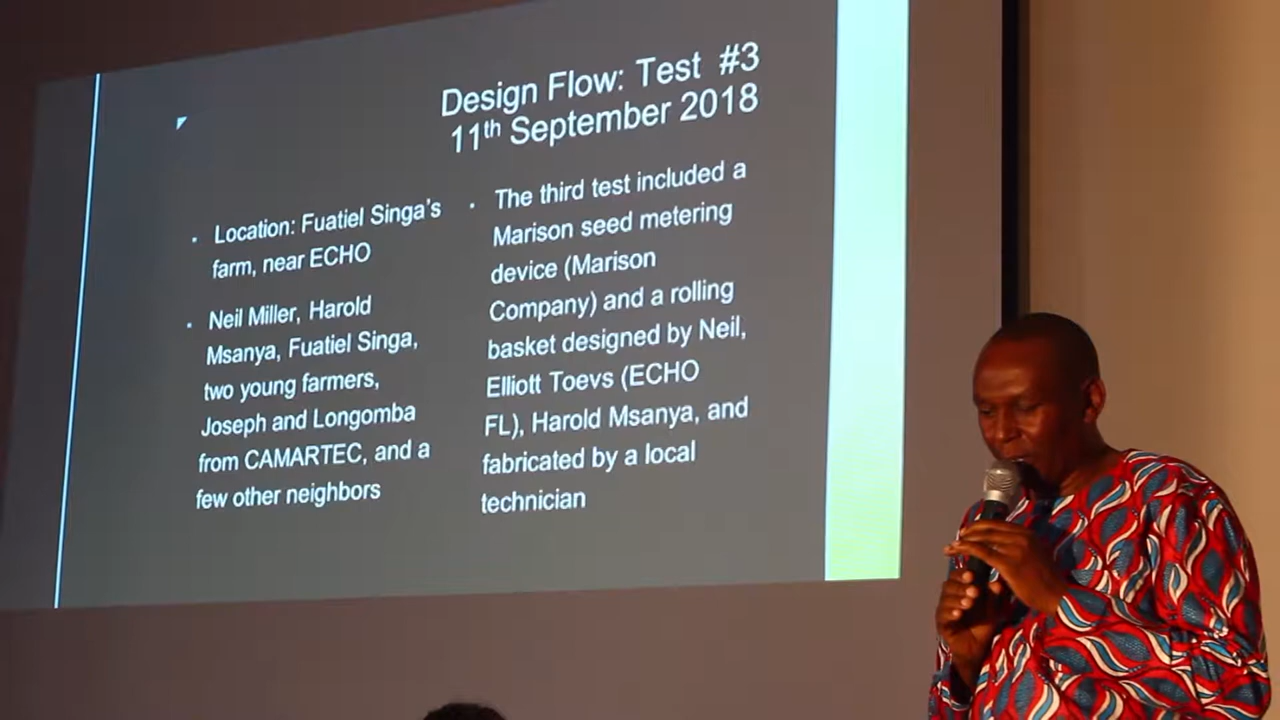 Design Flow: Test #3
11th September 2018
Location: Fuatiel Singa's
farm, near ECHO
Neil Miller, Harold
Msanya, Fuatiel Singa,
two young farmers,
Joseph and Longomba
from CAMARTEC, and a
few other neighbors
The third test included a
Marison seed metering
device (Marison
Company) and a rolling
basket designed by Neil,
Elliott Toevs (ECHO
FL), Harold Msanya, and
fabricated by a local
technician